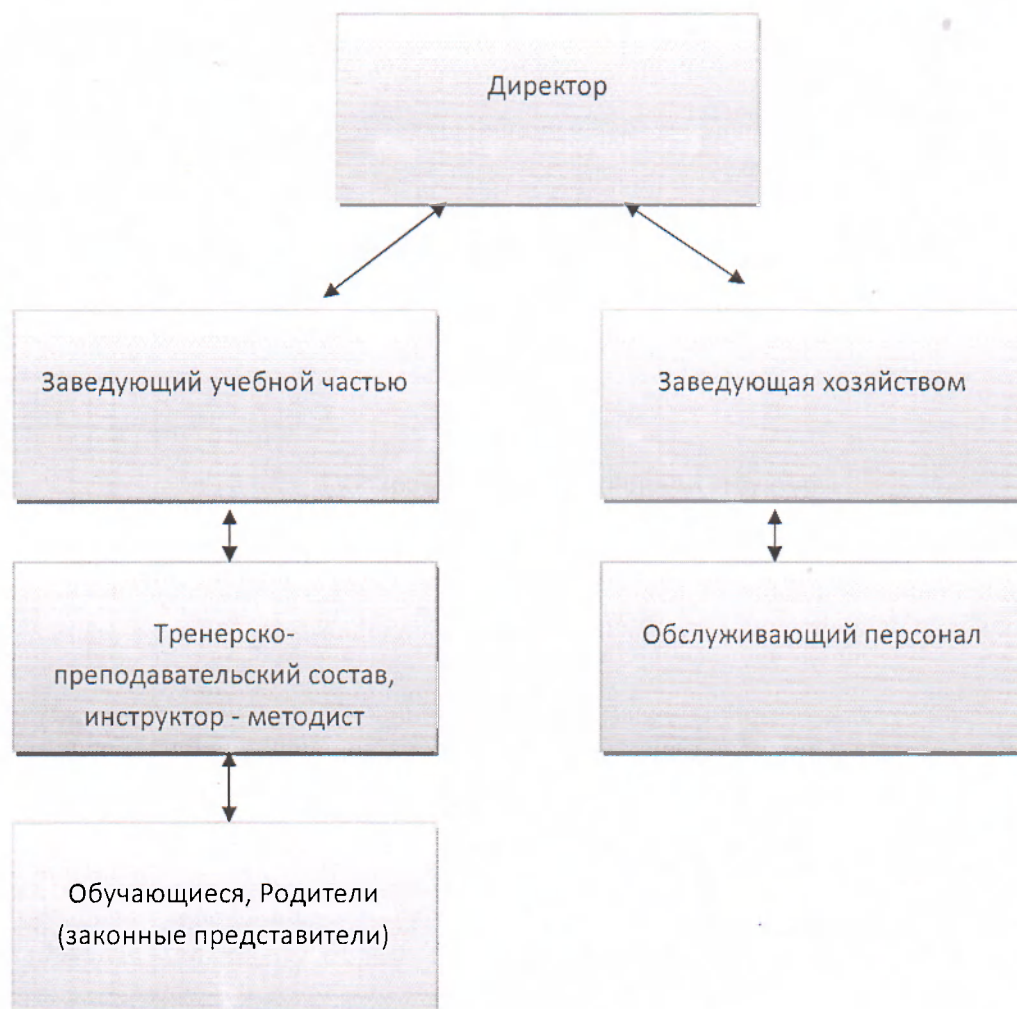 Директор
Заведующий учебной частью
Заведующая хозяйством
Тренерско-
преподавательский состав,
инструктор - методист
Обслуживающий персонал
Обучающиеся, Родители
(законные представители)